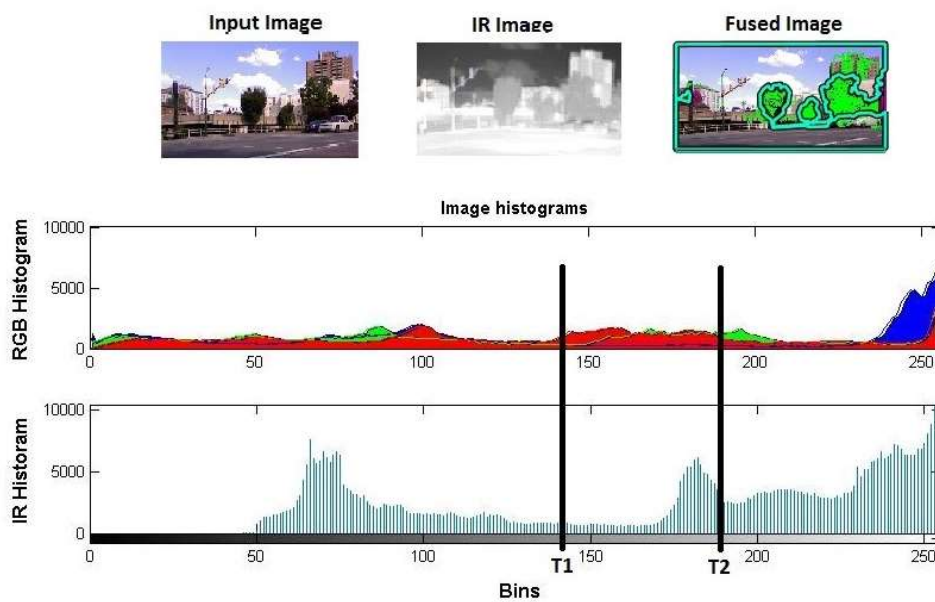 Input Image
IR Image
Fused Image
Image histograms
RGB Histogram
10000
5000
0
0
50
100
150
200
250
IR Historam
10000
5000
0
0
50
100
150
200
250
T1
T2
Bins